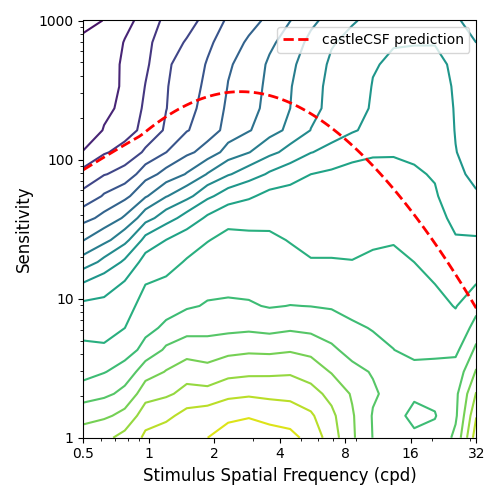 1000
castleCSF prediction
100
10
1
Sensitivity
0.5 1 2 4 8 16 32
Stimulus Spatial Frequency (cpd)